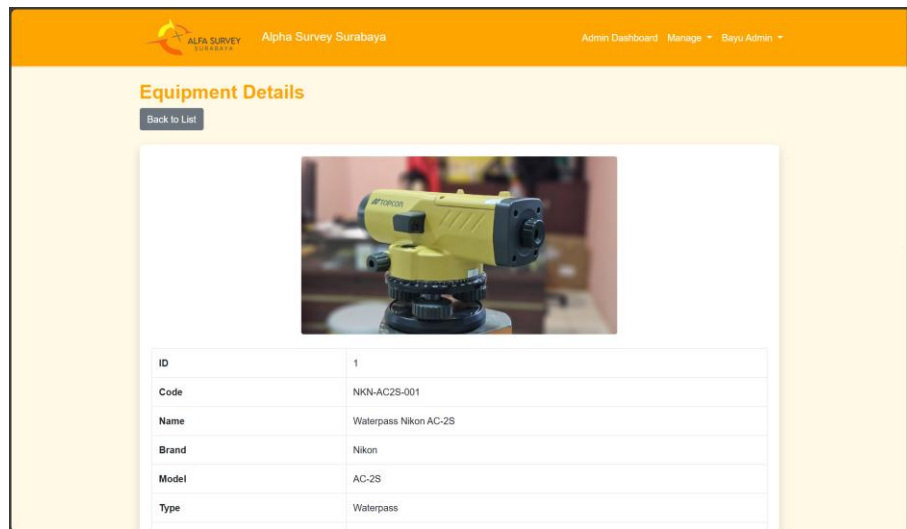 ALFA SURVEY
SURABAYA
Alpha Survey Surabaya
Admin Dashboard Manage Bayu Admin
Equipment Details
Back to List
TOPCON
ID 1
Code NKN-AC2S-001
Name Waterpass Nikon AC-2S
Brand Nikon
Model AC-2S
Type Waterpass